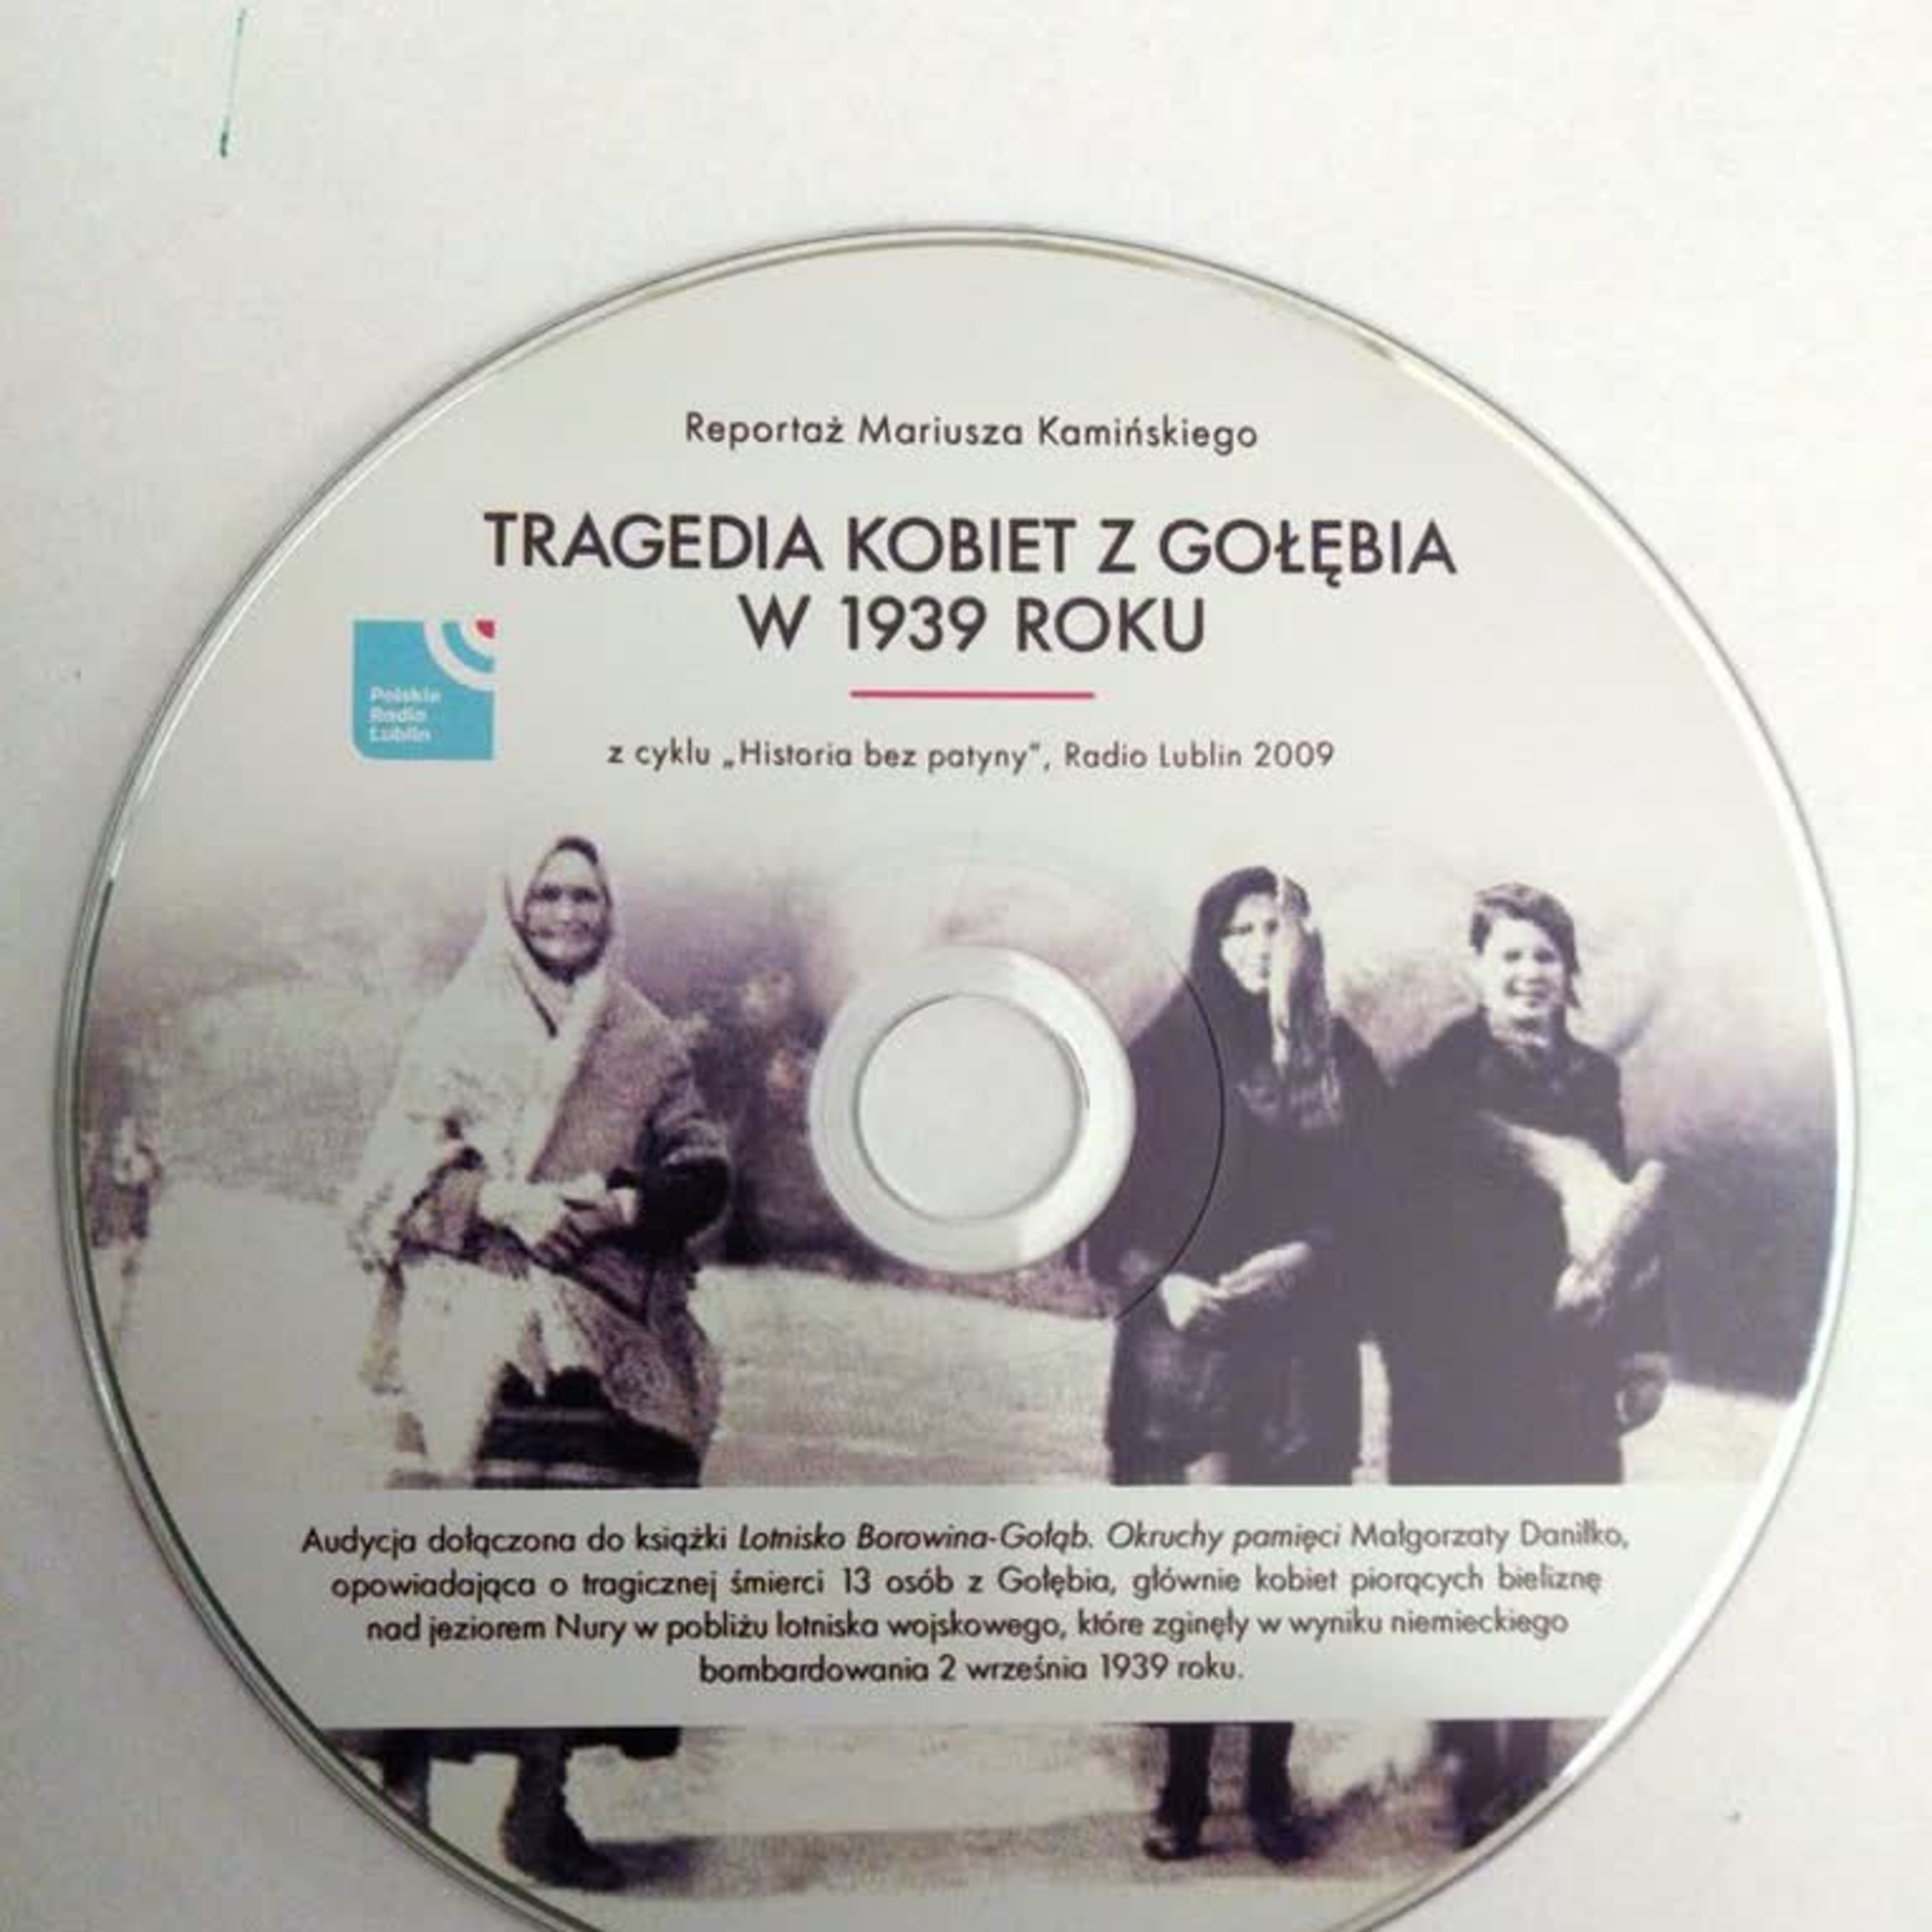 Reportaż Mariusza Kamińskiego
TRAGEDIA KOBIET Z GOŁĘBIA
W 1939 ROKU
Polskie
Radio
Lublin
z cyklu „Historia bez patyny”, Radio Lublin 2009
Audycja dołączona do książki Lotnisko Borowina-Gołąb. Okruchy pamięci Małgorzaty Daniłko,
opowiadająca o tragicznej śmierci 13 osób z Gołębia, głównie kobiet piorących bieliznę
nad jeziorem Nury w pobliżu lotniska wojskowego, które zginęły w wyniku niemieckiego
bombardowania 2 września 1939 roku.